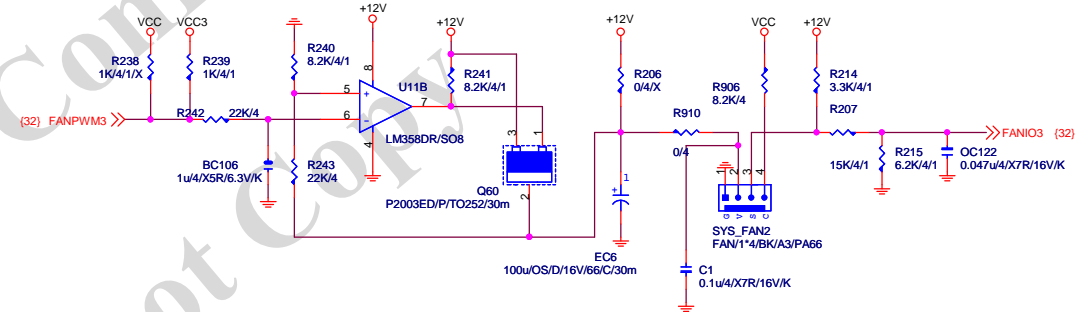 VCC
VCC3
+12V
+12V
+12V
VCC
+12V
R238
1K/4/1/X
R239
1K/4/1
R240
8.2K/4/1
8
U11B
R241
8.2K/4/1
R206
0/4/X
R906
8.2K/4
R214
3.3K/4/1
{32} FANPWM3
R242
22K/4
5
+
6
-
7
4
LM358DR/SO8
R910
0/4
R207
15K/4/1
FANIO3 {32}
BC106
1u/4/X5R/6.3V/K
R243
22K/4
3
1
2
Q60
P2003ED/P/TO252/30m
R215
6.2K/4/1
OC122
0.047u/4/X7R/16V/K
+
1
EC6
100u/OS/D/16V/66/C/30m
1
2
3
4
G
V
S
C
SYS_FAN2
FAN/1*4/BK/A3/PA66
C1
0.1u/4/X7R/16V/K
Not Copy